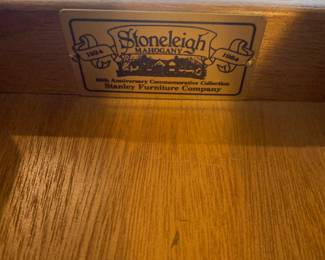 Stoneleigh
MAHOGANY
1924
1984
60th Anniversary Commemorative Collection
Stanley Furniture Company